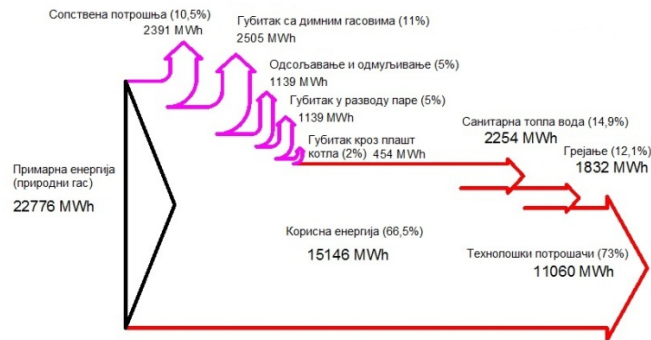 Сопствена потрошња (10,5%)
2391 MWh
Губитак са димним гасовима (11%)
2505 MWh
Одсољавање и одмуљивање (5%)
1139 MWh
Губитак у разводу паре (5%)
1139 MWh
Губитак кроз плашт
котла (2%) 454 MWh
Санитарна топла вода (14,9%)
2254 MWh
Грејање (12,1%)
1832 MWh
Примарна енергија
(природни гас)
22776 MWh
Корисна енергија (66,5%)
15146 MWh
Технолошки потрошачи (73%)
11060 MWh